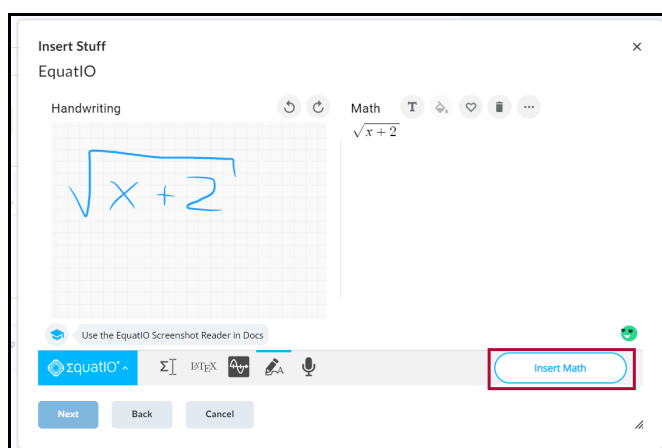 Insert Stuff
EquatIO
Handwriting
Math T
√x + 2
√x + 2
Use the EquatIO Screenshot Reader in Docs
EquatIO
Σ LATEX A
Insert Math
Next Back Cancel